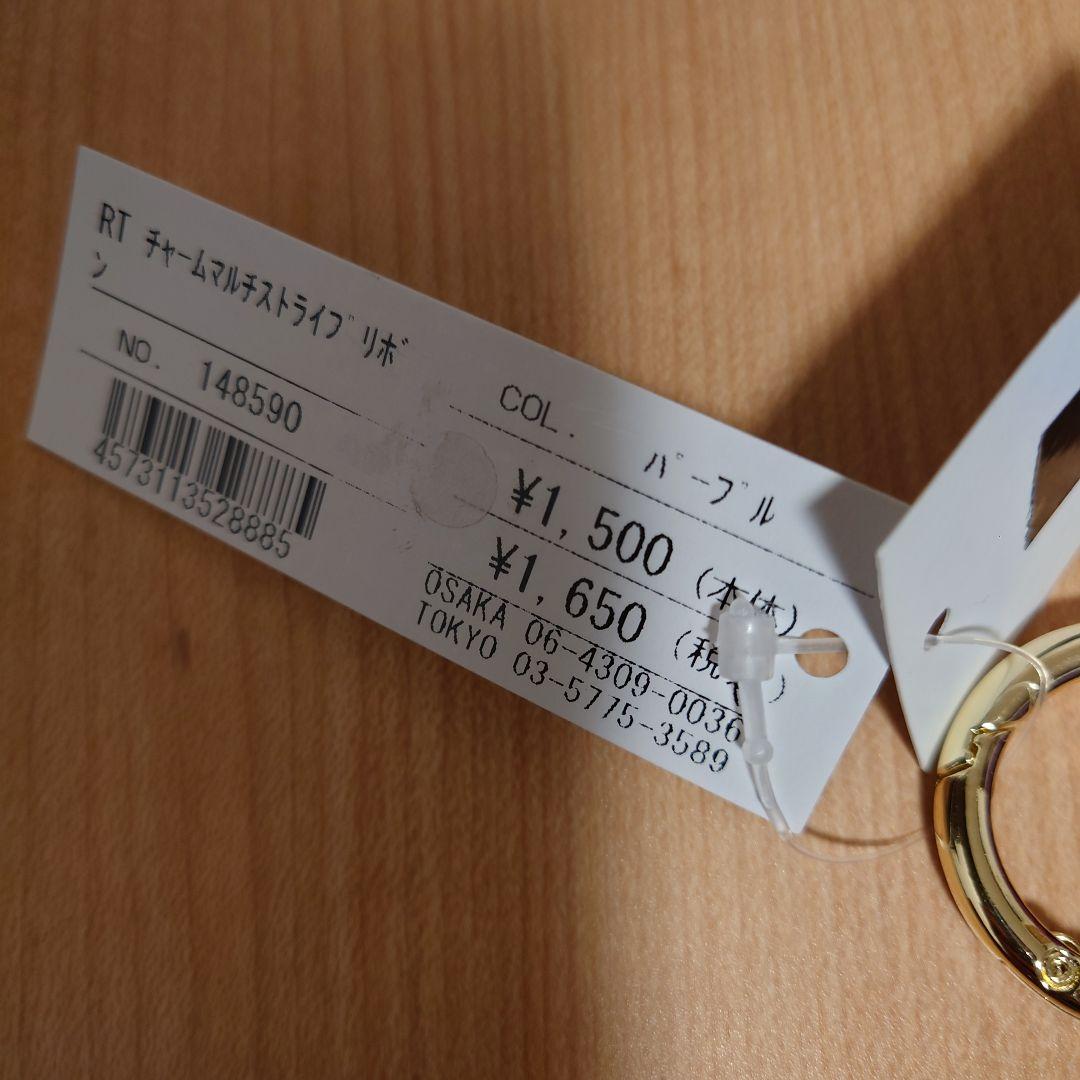 RT ﾁｬｰﾑﾏﾙﾁｽﾄﾗｲﾌﾟﾘﾎﾞ
ﾝ
NO. 148590
4573113528885
COL.
ﾊﾟｰﾌﾟﾙ
¥1,500 (本体)
¥1,650 (税込)
OSAKA 06-4309-0036
TOKYO 03-5775-3589